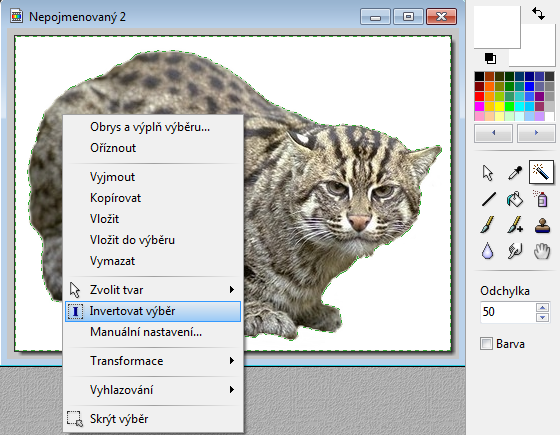 Nepojmenovaný 2
Obrys a výplň výběru...
Oříznout
Vyjmout
Kopírovat
Vložit
Vložit do výběru
Vymazat
Zvolit tvar
Invertovat výběr
Manuální nastavení...
Transformace
Vyhlazování
Skrýt výběr
Odchylka
50
Barva